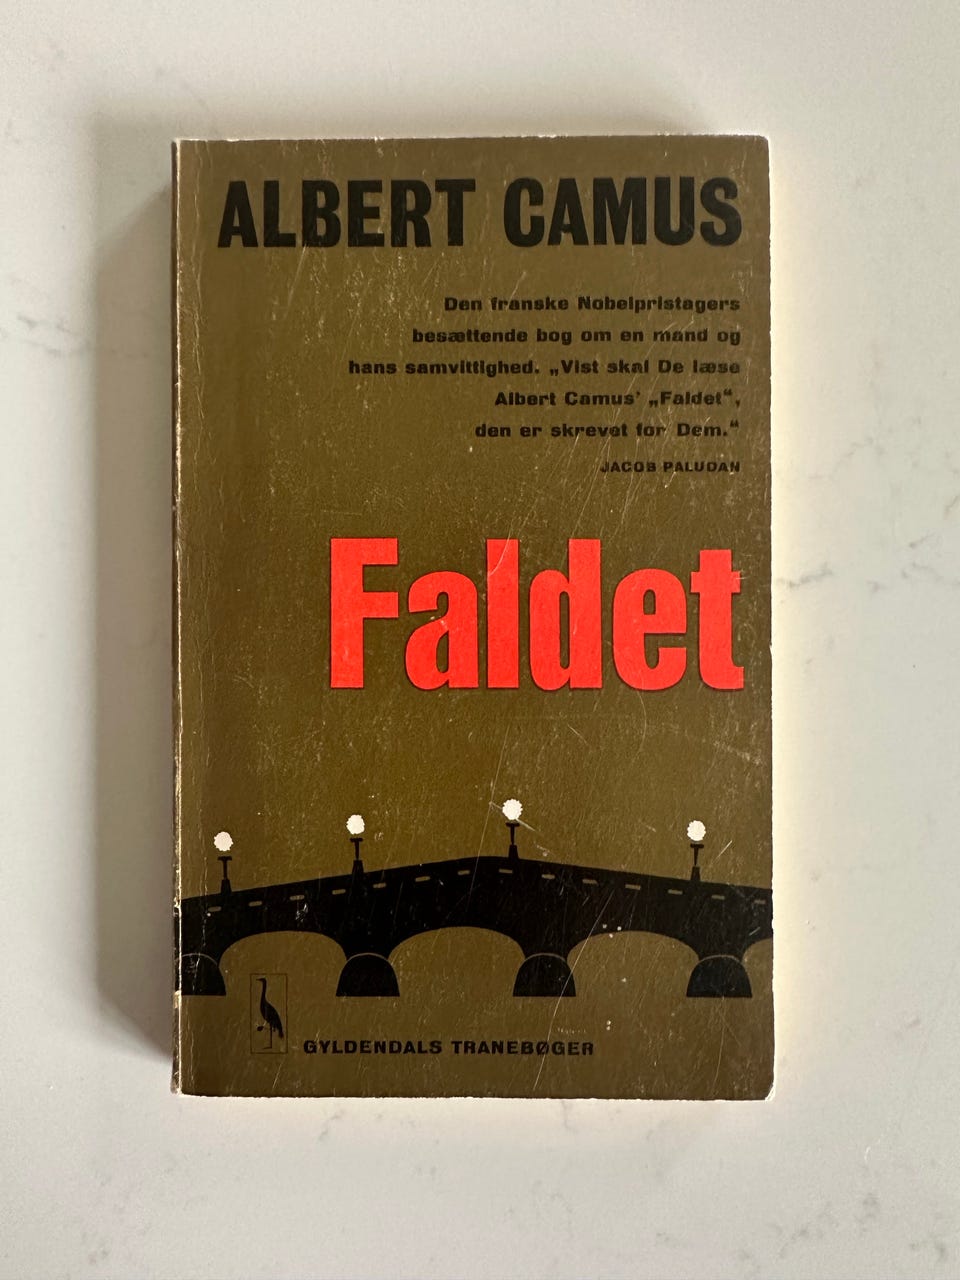 ALBERT CAMUS
Den franske Nobelpristagers
besættende bog om en mand og
hans samvittighed. „Vist skal De læse
Albert Camus' „Faldet“,
den er skrevet for Dem.“
JACOB PALUDAN
Faldet
GYLDENDALS TRANEBØGER